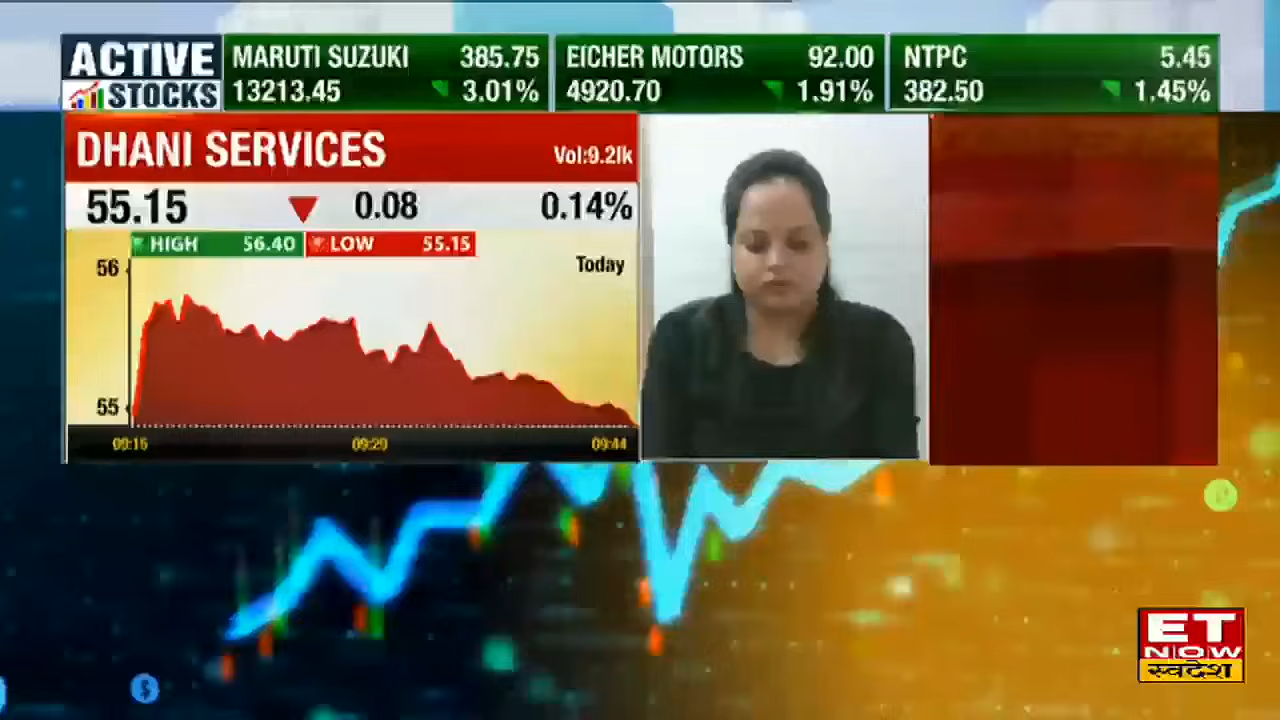 ACTIVE
STOCKS
MARUTI SUZUKI 385.75
13213.45 3.01%
EICHER MOTORS 92.00
4920.70 1.91%
NTPC 5.45
382.50 1.45%
DHANI SERVICES Vol:9.2lk
55.15 0.08 0.14%
HIGH 56.40 LOW 55.15
Today
56
55
09:15 09:29 09:44
ET
NOW
स्वदेश